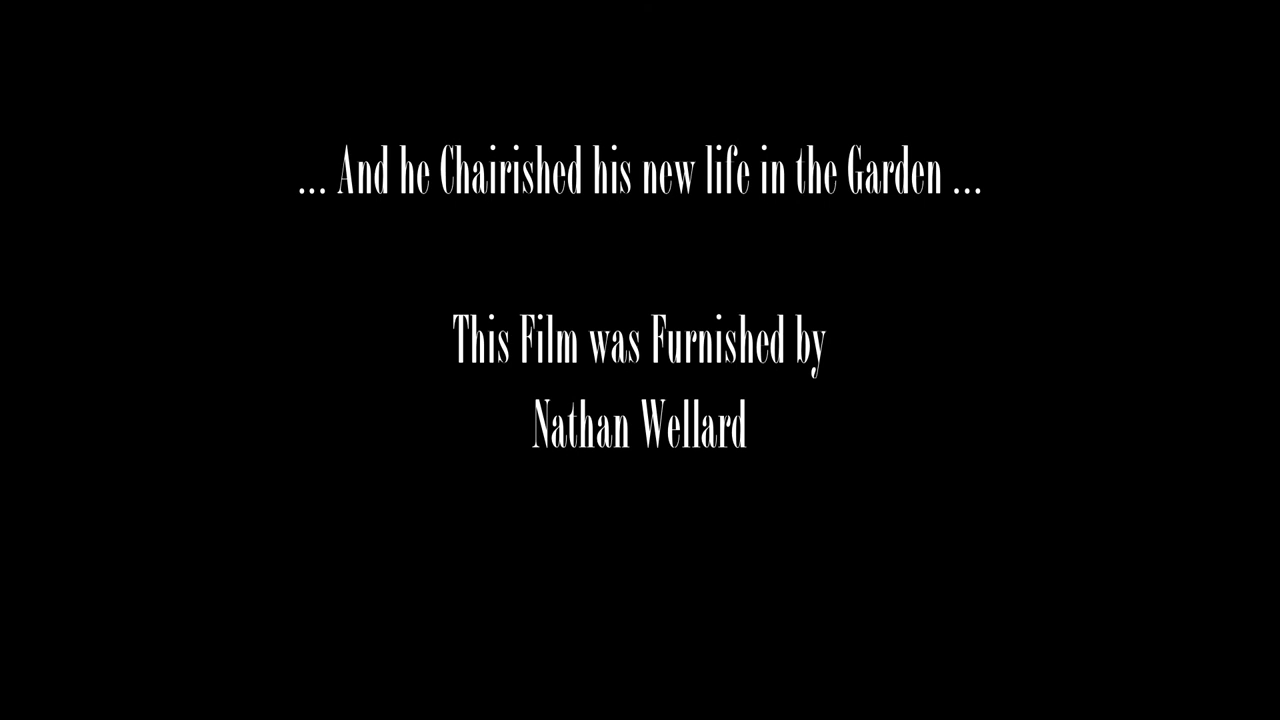 ... And he Chairished his new life in the Garden ...
This Film was Furnished by
Nathan Wellard